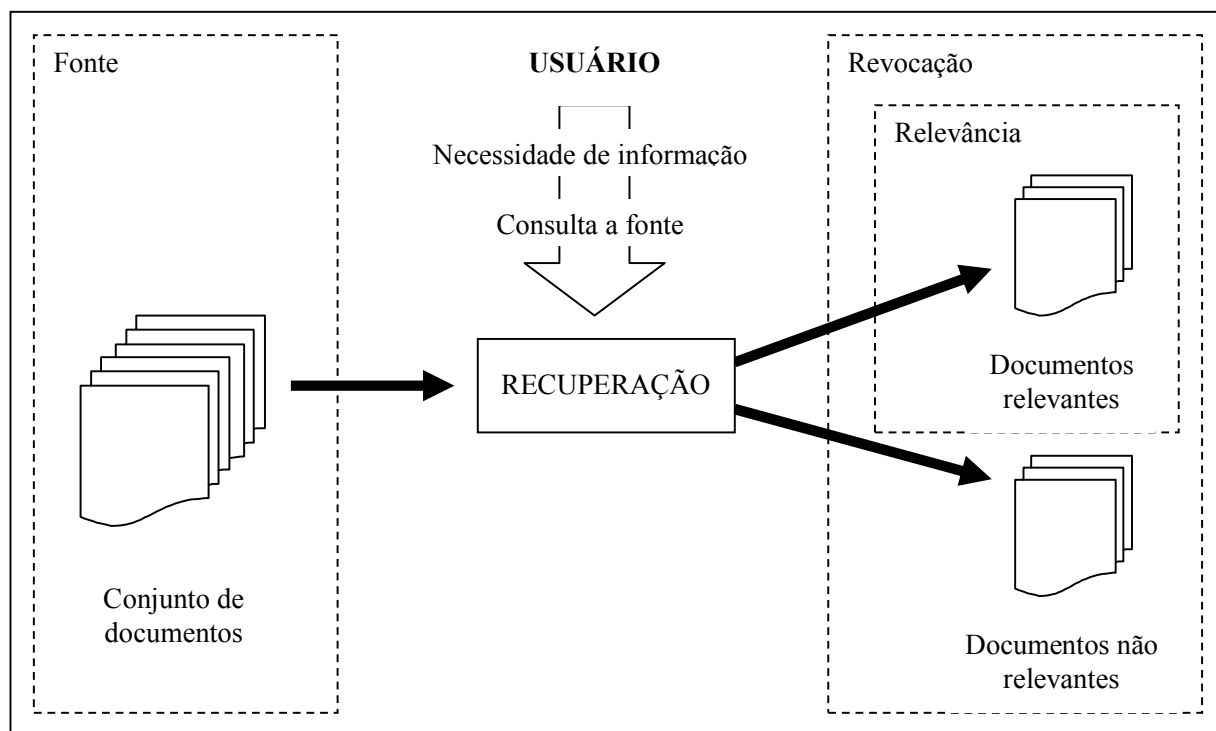 Fonte
USUÁRIO
Revocação
Relevância
Necessidade de informação
Consulta a fonte
RECUPERAÇÃO
Documentos
relevantes
Conjunto de
documentos
Documentos não
relevantes